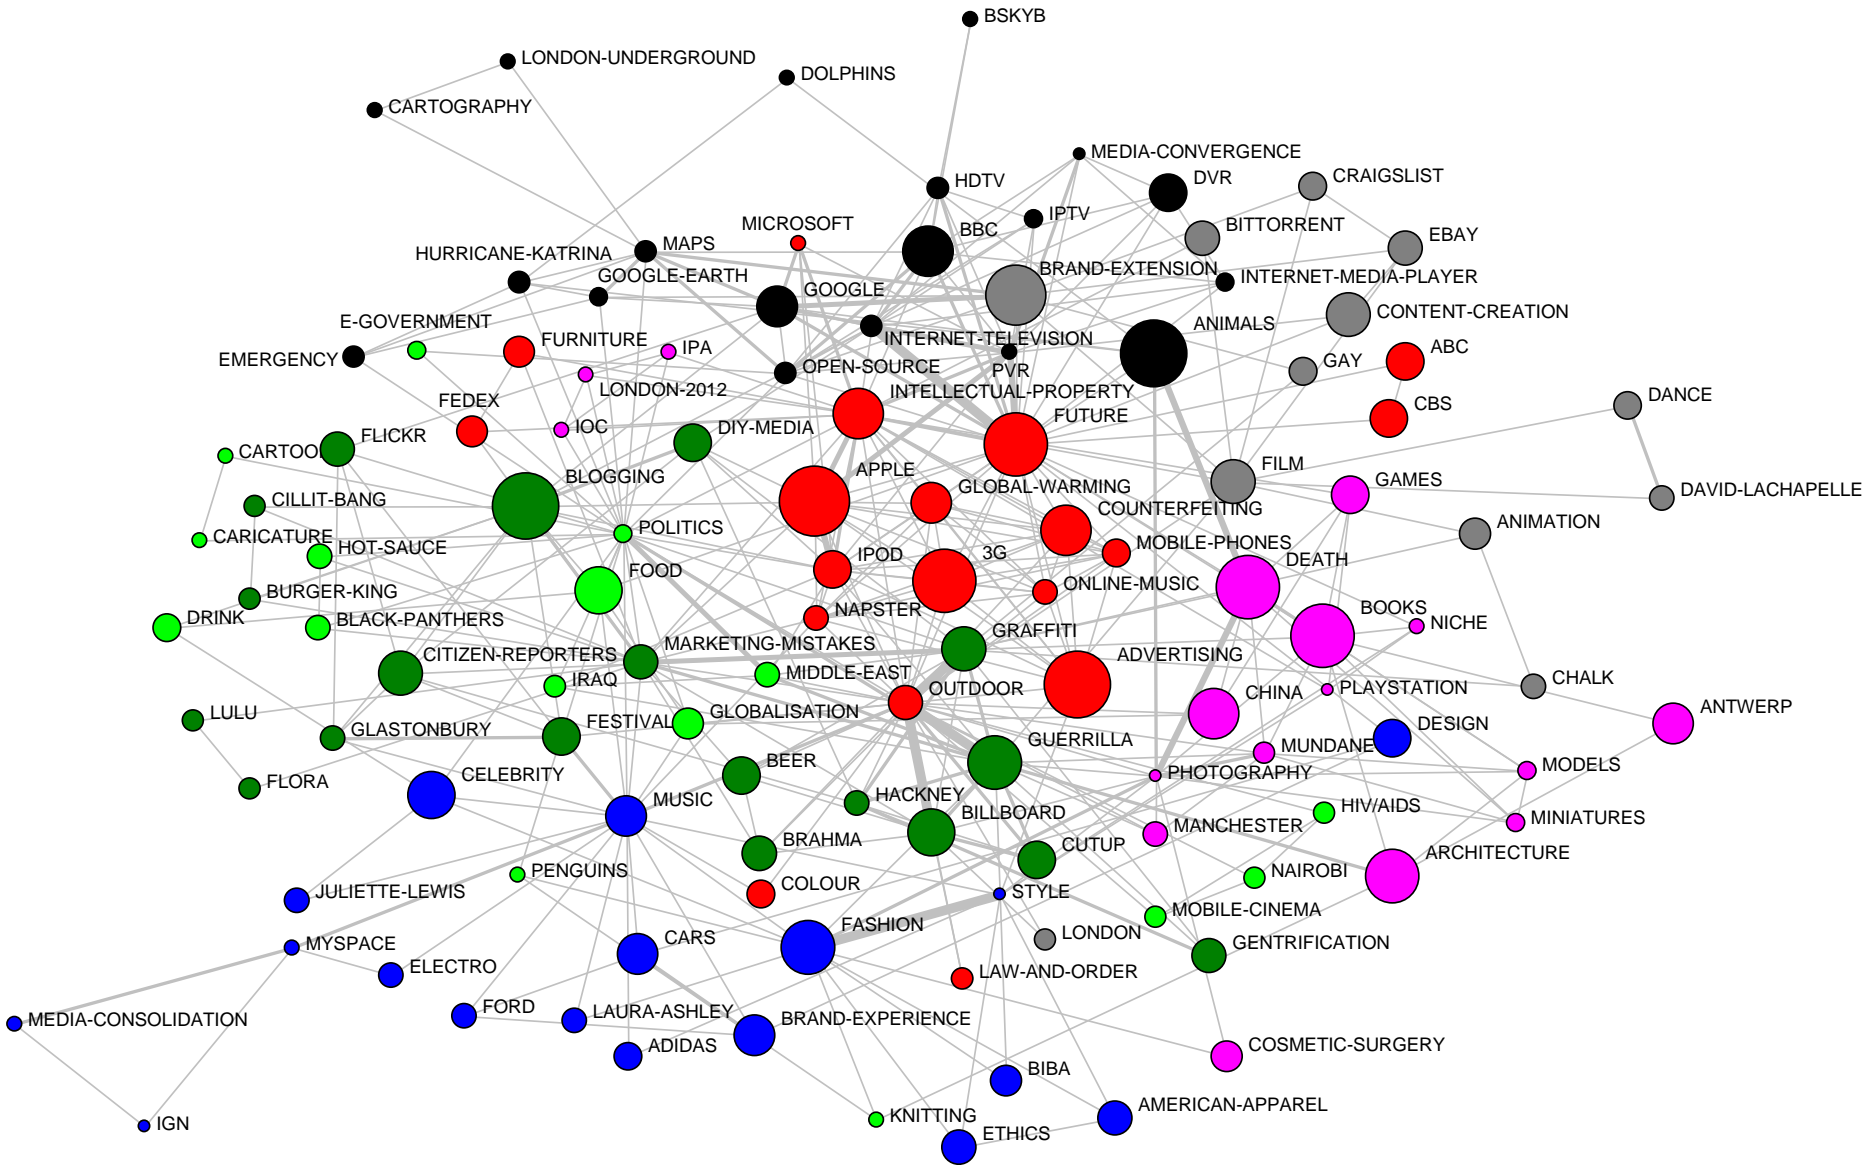 BSKYB
LONDON-UNDERGROUND
DOLPHINS
CARTOGRAPHY
MEDIA-CONVERGENCE
HDTV
DVR
CRAIGSLIST
MICROSOFT
IPTV
BBC
BITTORRENT
EBAY
MAPS
HURRICANE-KATRINA
GOOGLE-EARTH
BRAND-EXTENSION
INTERNET-MEDIA-PLAYER
GOOGLE
CONTENT-CREATION
E-GOVERNMENT
ANIMALS
FURNITURE
INTERNET-TELEVISION
IPA
ABC
EMERGENCY
GAY
OPEN-SOURCE
PVR
LONDON-2012
INTELLECTUAL-PROPERTY
DANCE
FEDEX
CBS
FUTURE
IOC
DIY-MEDIA
FLICKR
CARTOO
FILM
APPLE
BLOGGING
GAMES
GLOBAL-WARMING
DAVID-LACHAPELLE
CILLIT-BANG
COUNTERFEITING
ANIMATION
POLITICS
CARICATURE
MOBILE-PHONES
HOT-SAUCE
IPOD
3G
DEATH
FOOD
ONLINE-MUSIC
BURGER-KING
BOOKS
NAPSTER
DRINK
BLACK-PANTHERS
NICHE
GRAFFITI
MARKETING-MISTAKES
CITIZEN-REPORTERS
ADVERTISING
MIDDLE-EAST
IRAQ
OUTDOOR
CHINA
PLAYSTATION
CHALK
ANTWERP
LULU
GLOBALISATION
FESTIVAL
DESIGN
GLASTONBURY
GUERRILLA
MUNDANE
BEER
MODELS
PHOTOGRAPHY
CELEBRITY
FLORA
HACKNEY
MUSIC
BILLBOARD
HIV/AIDS
MINIATURES
MANCHESTER
BRAHMA
CUTUP
ARCHITECTURE
PENGUINS
NAIROBI
COLOUR
JULIETTE-LEWIS
STYLE
MOBILE-CINEMA
FASHION
LONDON
CARS
MYSPACE
GENTRIFICATION
ELECTRO
LAW-AND-ORDER
FORD
LAURA-ASHLEY
BRAND-EXPERIENCE
MEDIA-CONSOLIDATION
ADIDAS
COSMETIC-SURGERY
BIBA
AMERICAN-APPAREL
KNITTING
IGN
ETHICS